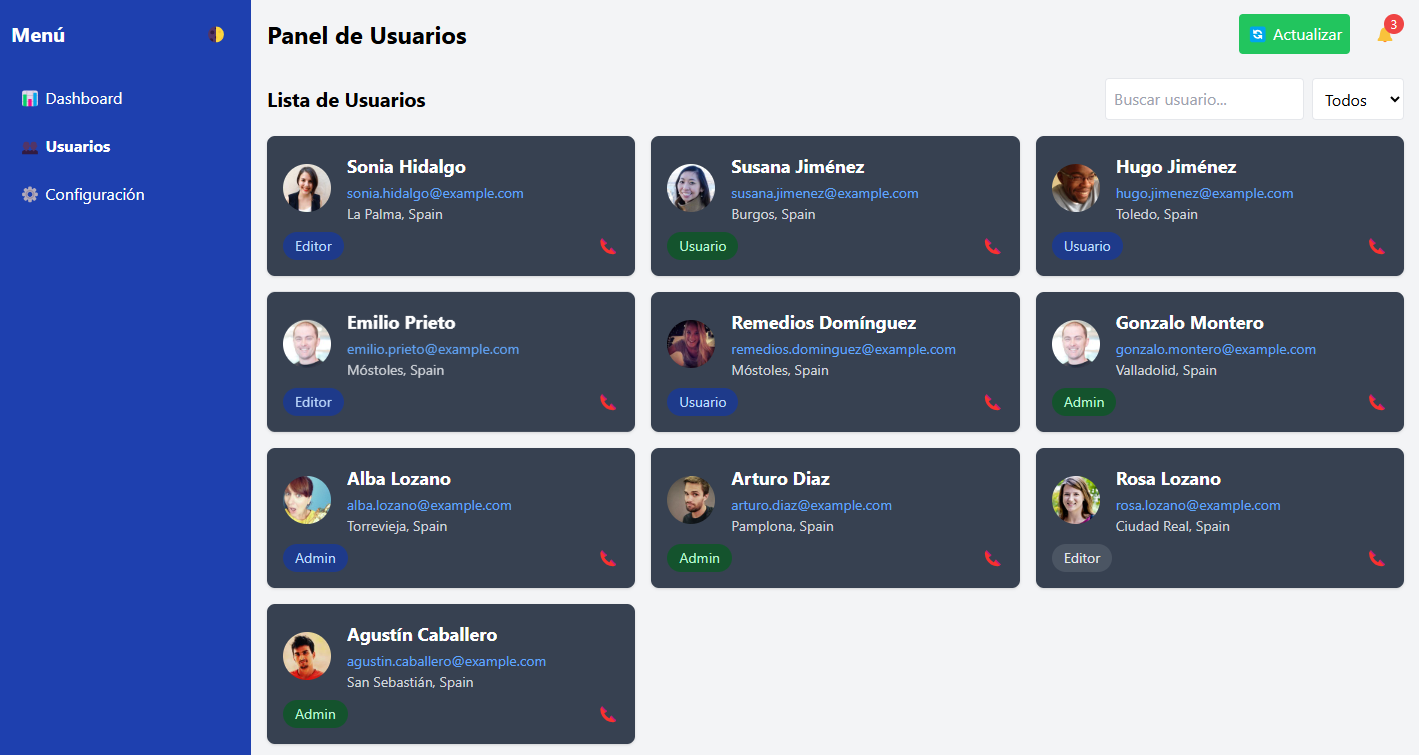 Menú
Dashboard
Usuarios
Configuración
Panel de Usuarios
Actualizar
3
Lista de Usuarios
Buscar usuario...
Todos
Sonia Hidalgo
sonia.hidalgo@example.com
La Palma, Spain
Editor
Susana Jiménez
susana.jimenez@example.com
Burgos, Spain
Usuario
Hugo Jiménez
hugo.jimenez@example.com
Toledo, Spain
Usuario
Emilio Prieto
emilio.prieto@example.com
Móstoles, Spain
Editor
Remedios Domínguez
remedios.dominguez@example.com
Móstoles, Spain
Usuario
Gonzalo Montero
gonzalo.montero@example.com
Valladolid, Spain
Admin
Alba Lozano
alba.lozano@example.com
Torrevieja, Spain
Admin
Arturo Diaz
arturo.diaz@example.com
Pamplona, Spain
Admin
Rosa Lozano
rosa.lozano@example.com
Ciudad Real, Spain
Editor
Agustín Caballero
agustin.caballero@example.com
San Sebastián, Spain
Admin